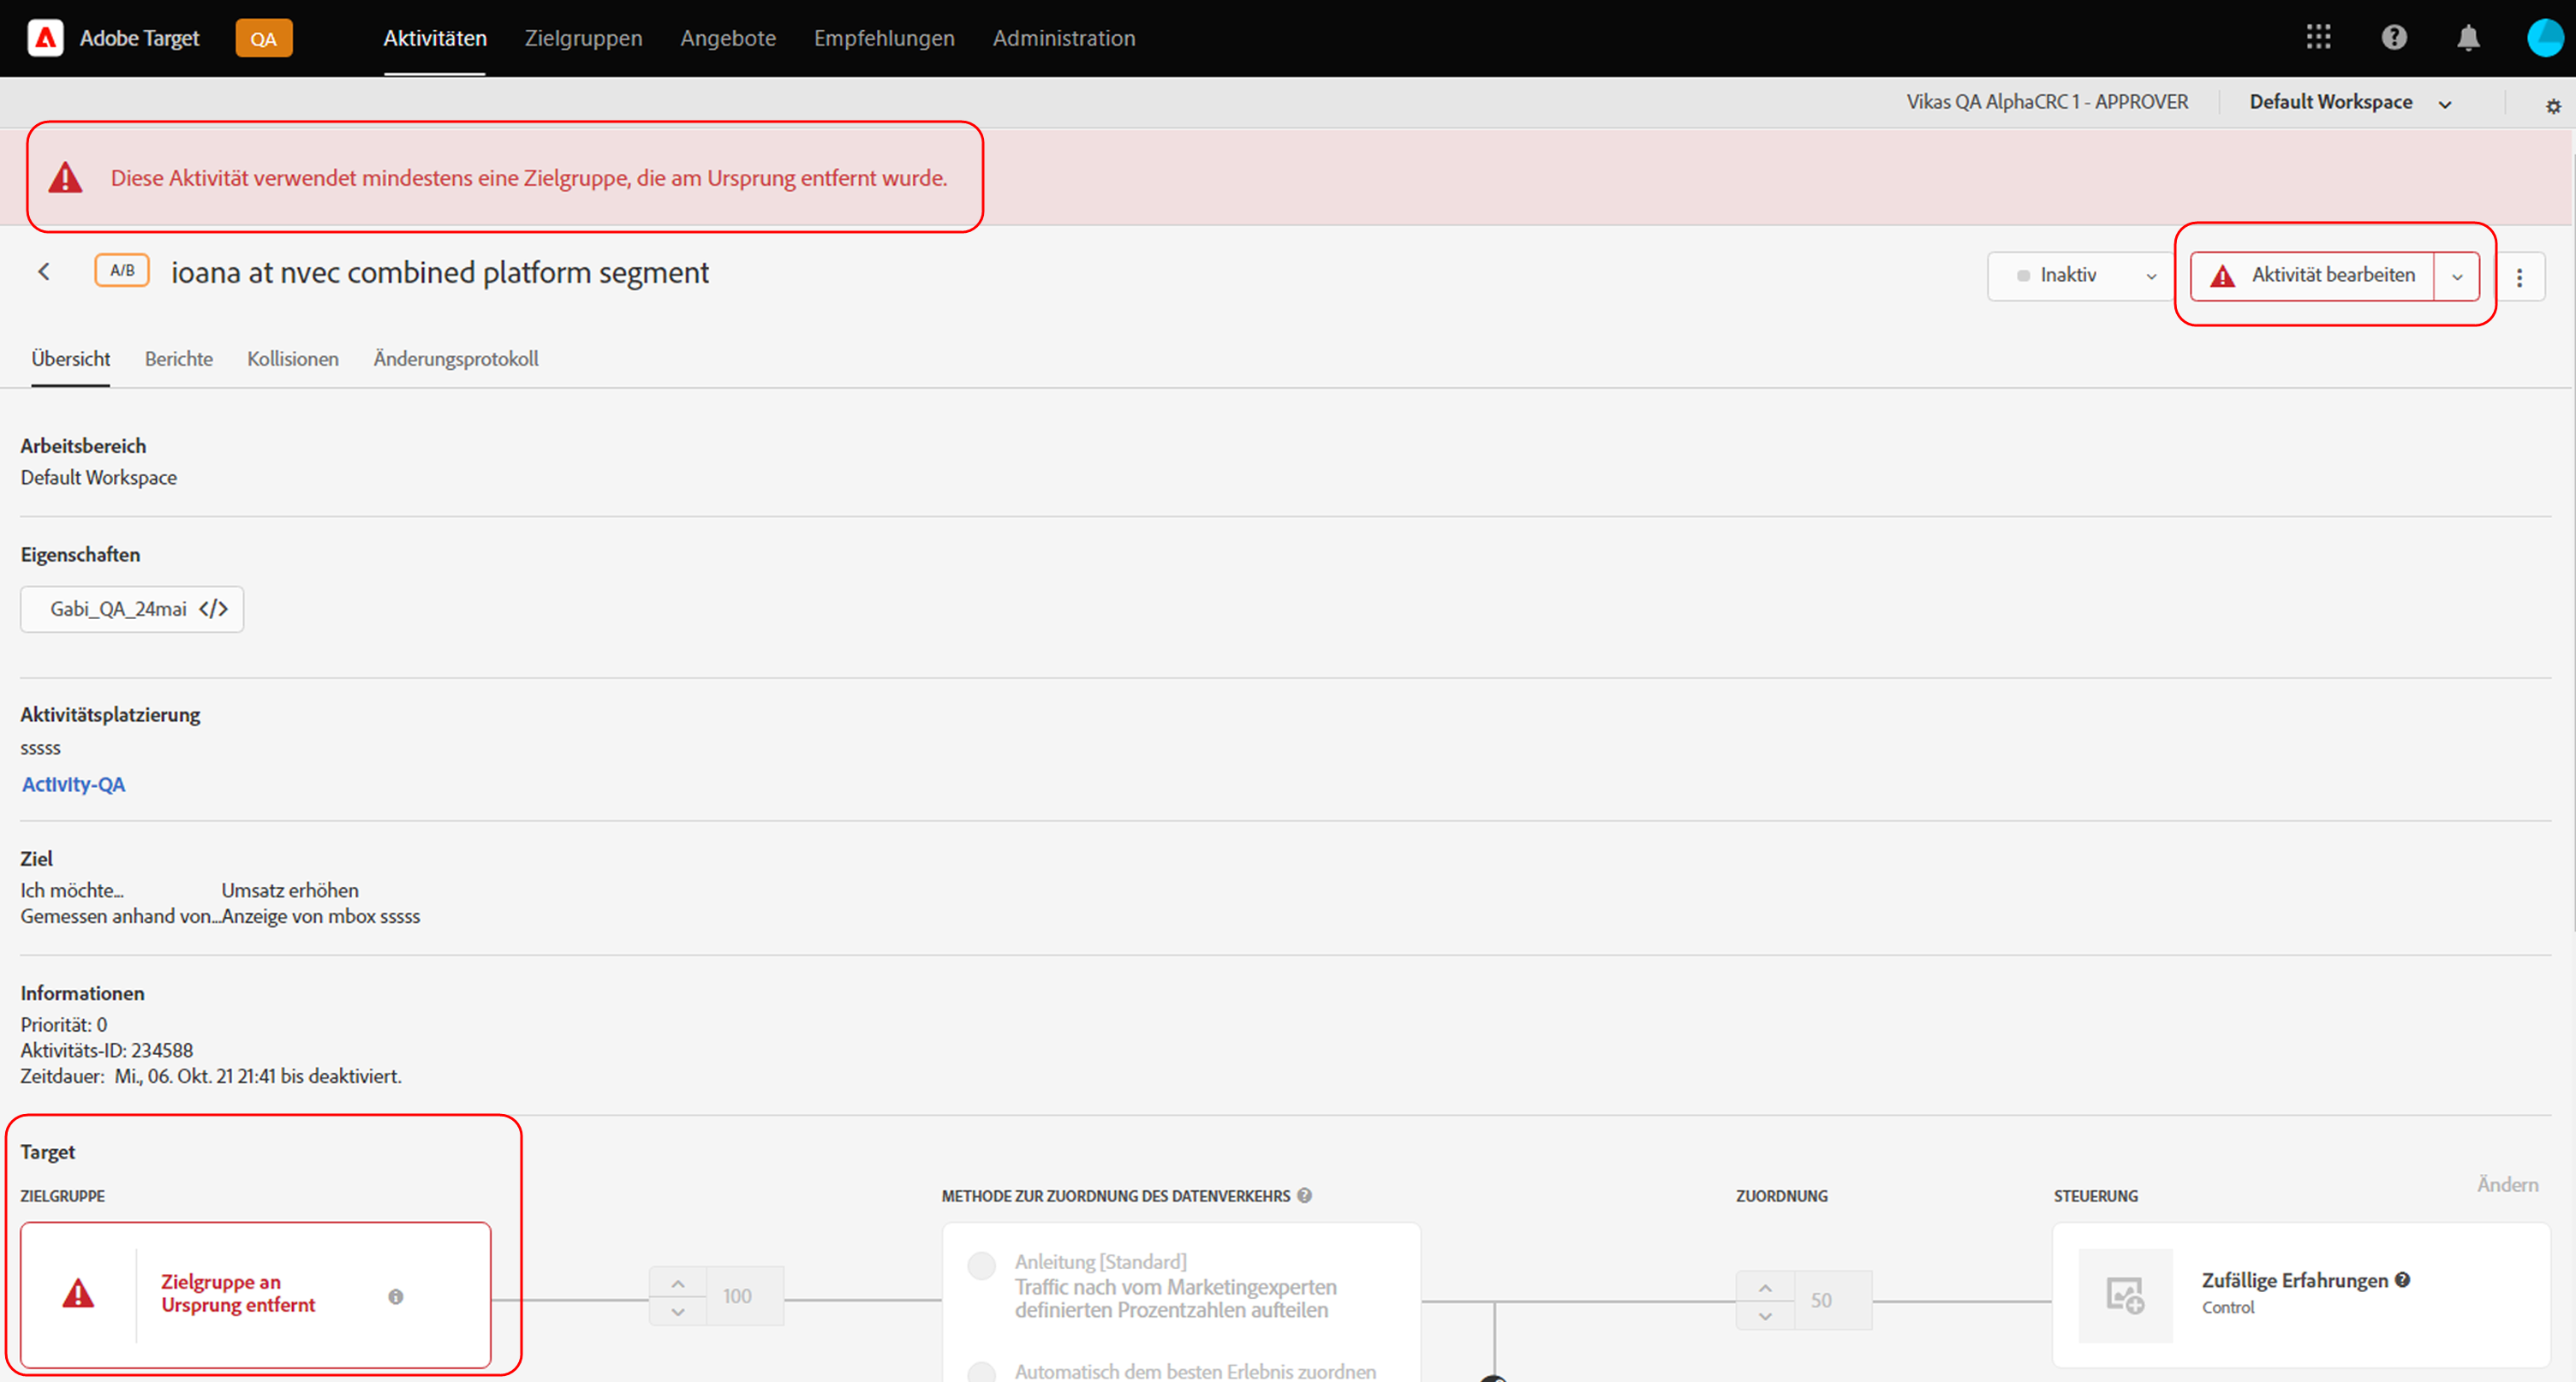 Adobe Target QA Aktivitäten Zielgruppen Angebote Empfehlungen Administration
Vikas QA AlphaCRC 1 - APPROVER Default Workspace
Diese Aktivität verwendet mindestens eine Zielgruppe, die am Ursprung entfernt wurde.
A/B ioana at nvec combined platform segment Inaktiv Aktivität bearbeiten
Übersicht Berichte Kollisionen Änderungsprotokoll
Arbeitsbereich
Default Workspace
Eigenschaften
Gabi_QA_24mai </>
Aktivitätsplatzierung
sssss
Activity-QA
Ziel
Ich möchte... Umsatz erhöhen
Gemessen anhand von...Anzeige von mbox sssss
Informationen
Priorität: 0
Aktivitäts-ID: 234588
Zeitdauer: Mi., 06. Okt. 21 21:41 bis deaktiviert.
Target
Ändern
ZIELGRUPPE METHODE ZUR ZUORDNUNG DES DATENVERKEHRS ZUORDNUNG STEUERUNG
Zielgruppe an
Ursprung entfernt
100
Anleitung [Standard]
Traffic nach vom Marketingexperten
definierten Prozentzahlen aufteilen
Automatisch dem besten Erlebnis zuordnen
50
Zufällige Erfahrungen
Control